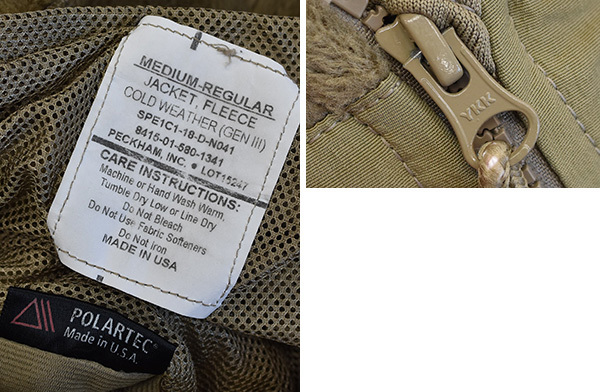 MEDIUM-REGULAR
JACKET, FLEECE
COLD WEATHER (GEN III)
SPE1C1-18-D-N041
8415-01-580-1341
PECKHAM, INC. • LOT15247
CARE INSTRUCTIONS:
Machine or Hand Wash Warm,
Tumble Dry Low or Line Dry
Do Not Bleach
Do Not Use Fabric Softeners
Do Not Iron
MADE IN USA
POLARTEC®
Made in U.S.A.
YKK